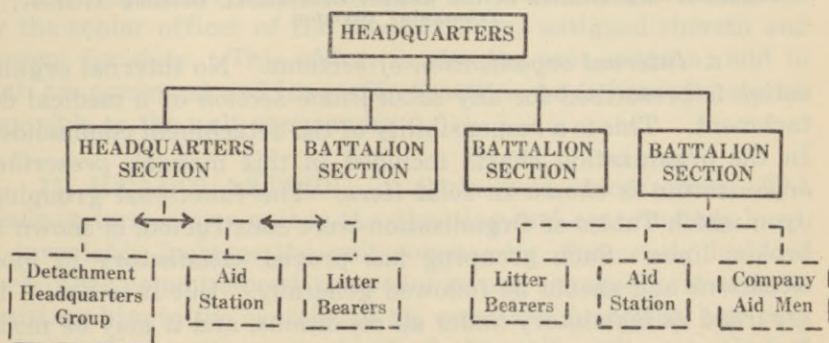 HEADQUARTERS
HEADQUARTERS
SECTION
BATTALION
SECTION
BATTALION
SECTION
BATTALION
SECTION
Detachment
Headquarters
Group
Aid
Station
Litter
Bearers
Litter
Bearers
Aid
Station
Company
Aid Men